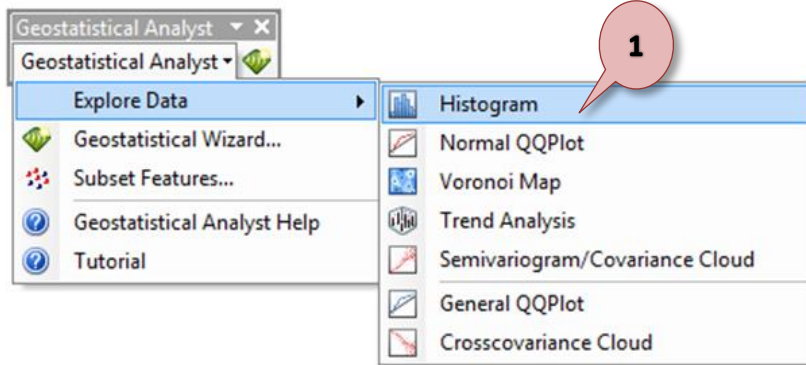 Geostatistical Analyst
Geostatistical Analyst
Explore Data
Geostatistical Wizard...
Subset Features...
Geostatistical Analyst Help
Tutorial
1
Histogram
Normal QQPlot
Voronoi Map
Trend Analysis
Semivariogram/Covariance Cloud
General QQPlot
Crosscovariance Cloud